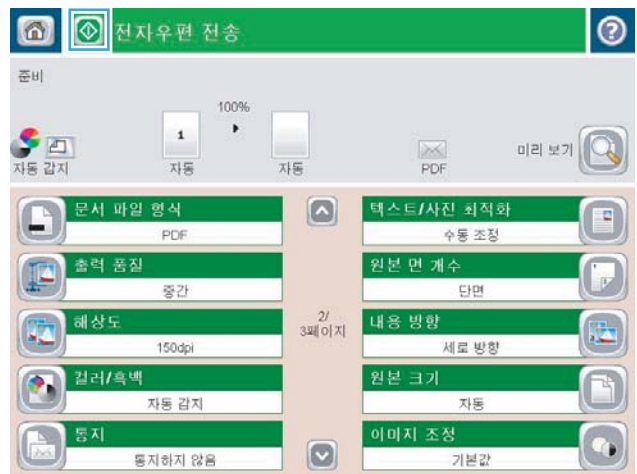 전자우편 전송
?
준비
100%
1
자동 감지
자동
자동
PDF
미리 보기
문서 파일 형식
PDF
텍스트/사진 최적화
수동 조정
출력 품질
중간
원본 면 개수
단면
해상도
150dpi
2/
3페이지
내용 방향
세로 방향
컬러/흑백
자동 감지
원본 크기
자동
통지
통지하지 않음
이미지 조정
기본값